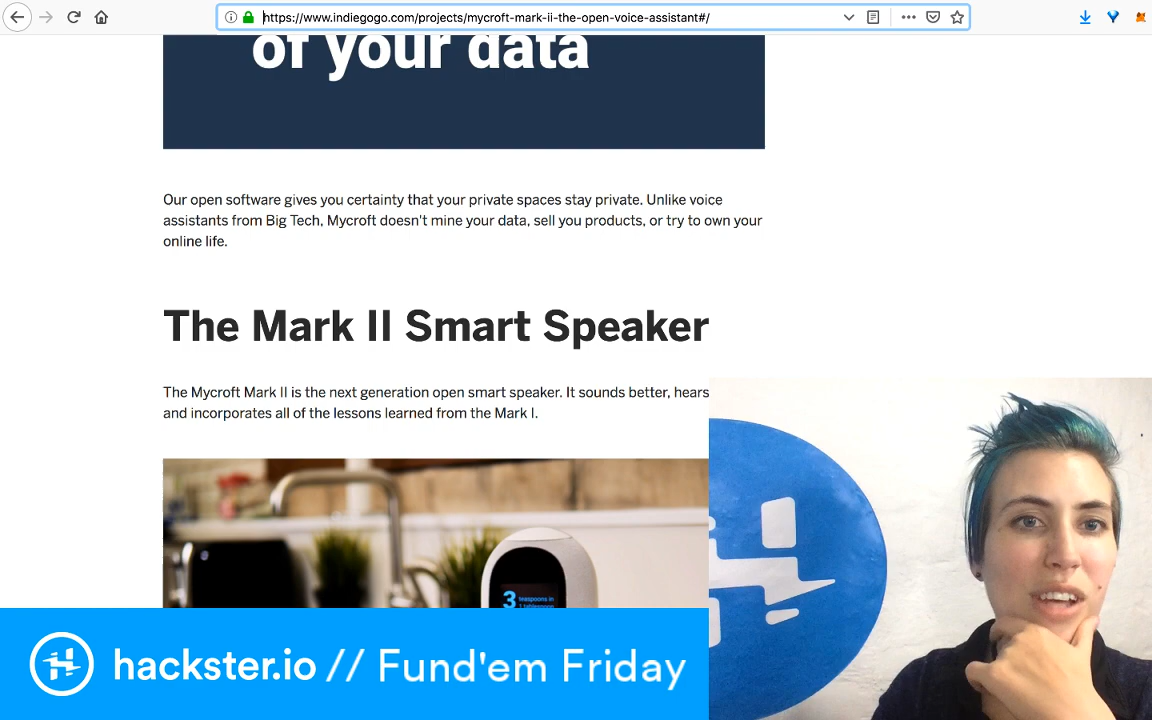 https://www.indiegogo.com/projects/mycroft-mark-ii-the-open-voice-assistant#/
of your data
Our open software gives you certainty that your private spaces stay private. Unlike voice
assistants from Big Tech, Mycroft doesn't mine your data, sell you products, or try to own your
online life.
The Mark II Smart Speaker
The Mycroft Mark II is the next generation open smart speaker. It sounds better, hears
and incorporates all of the lessons learned from the Mark I.
3 teaspoons in
1 tablespoon
hackster.io // Fund'em Friday